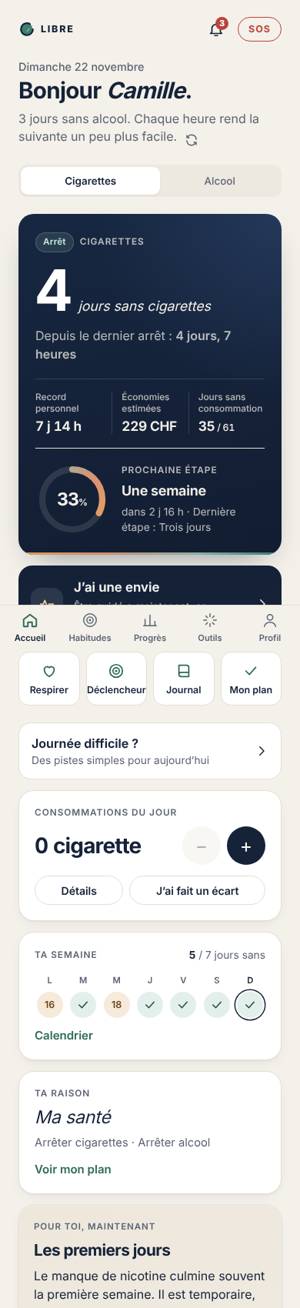 LIBRE
3
SOS
Dimanche 22 novembre
Bonjour Camille.
3 jours sans alcool. Chaque heure rend la
suivante un peu plus facile.
Cigarettes
Alcool
Arrêt CIGARETTES
4 jours sans cigarettes
Depuis le dernier arrêt : 4 jours, 7
heures
Record
personnel
7 j 14 h
Économies
estimées
229 CHF
Jours sans
consommation
35 / 61
33%
PROCHAINE ÉTAPE
Une semaine
dans 2 j 16 h · Dernière
étape : Trois jours
J'ai une envie
Accueil
Habitudes
Progrès
Outils
Profil
Respirer
Déclencheur
Journal
Mon plan
Journée difficile ?
Des pistes simples pour aujourd'hui
CONSOMMATIONS DU JOUR
0 cigarette
Détails
J'ai fait un écart
TA SEMAINE
5 / 7 jours sans
L M M J V S D
16 18
Calendrier
TA RAISON
Ma santé
Arrêter cigarettes · Arrêter alcool
Voir mon plan
POUR TOI, MAINTENANT
Les premiers jours
Le manque de nicotine culmine souvent
la première semaine. Il est temporaire,